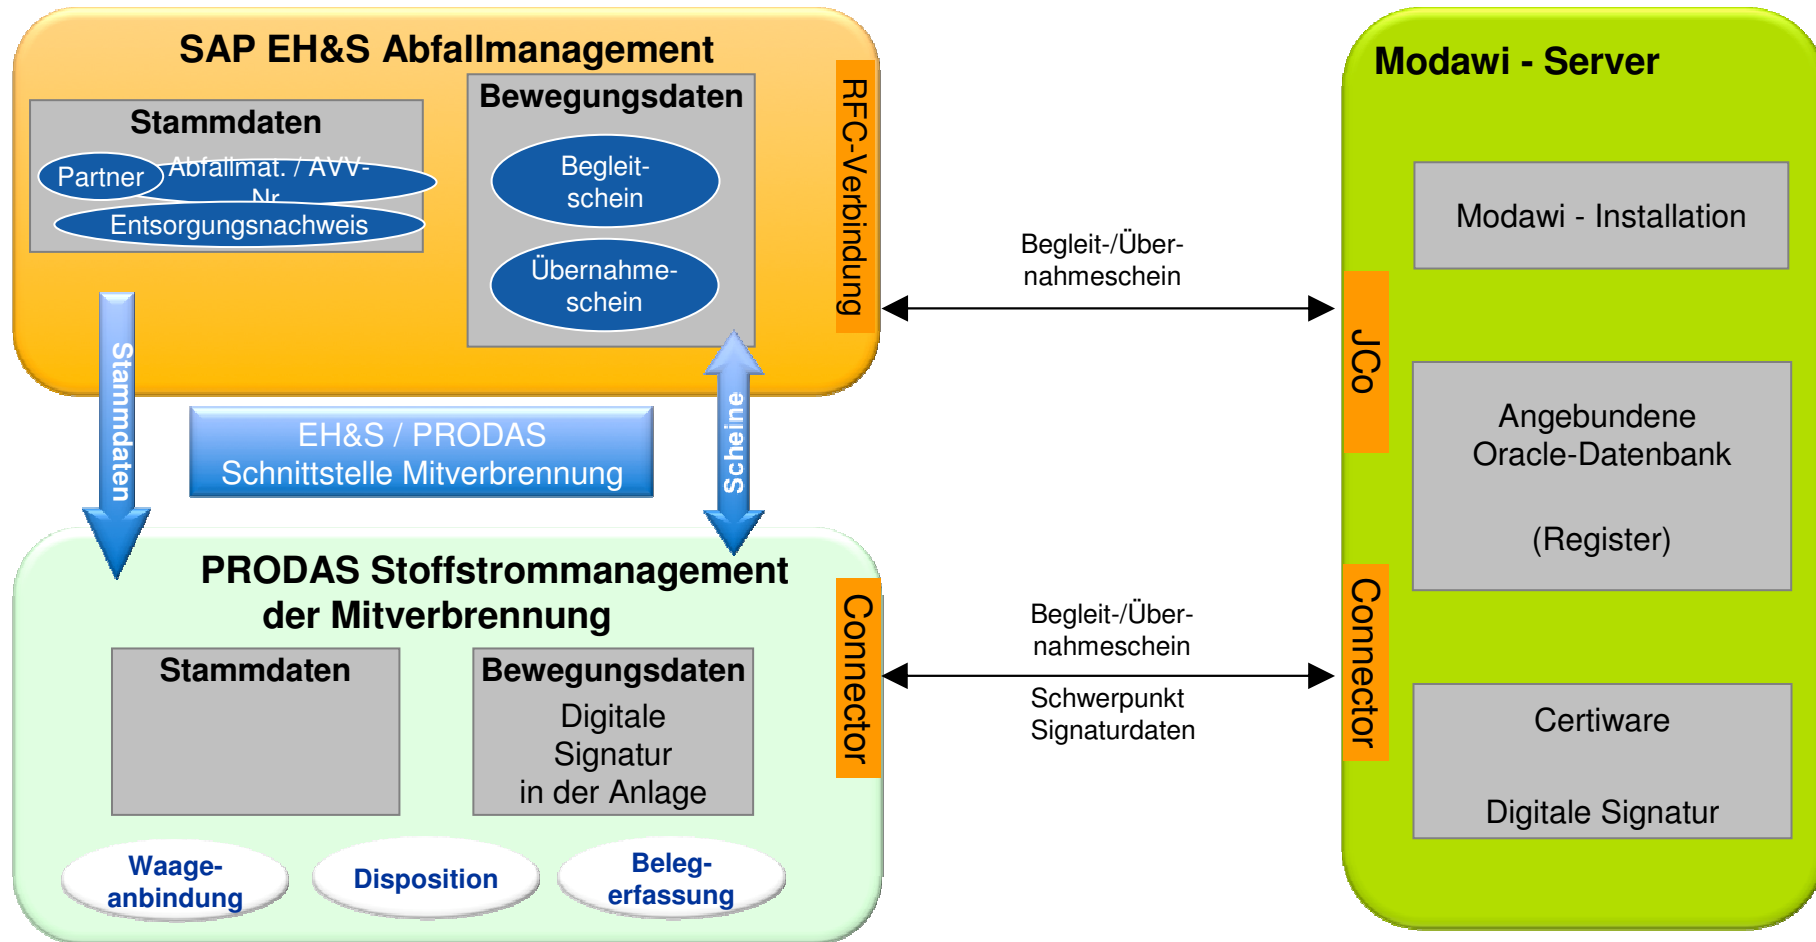 SAP EH&S Abfallmanagement
Stammdaten
Partner
Abfallmat. / AVV-
Nr
Entsorgungsnachweis
Bewegungsdaten
Begleit-
schein
Übernahme-
schein
RFC-Verbindung
Stammdaten
EH&S / PRODAS
Schnittstelle Mitverbrennung
Scheine
PRODAS Stoffstrommanagement
der Mitverbrennung
Stammdaten
Bewegungsdaten
Digitale
Signatur
in der Anlage
Connector
Waage-
anbindung
Disposition
Beleg-
erfassung
Begleit-/Über-
nahmeschein
Begleit-/Über-
nahmeschein
Schwerpunkt
Signaturdaten
Modawi - Server
Modawi - Installation
JCo
Angebundene
Oracle-Datenbank
(Register)
Connector
Certiware
Digitale Signatur